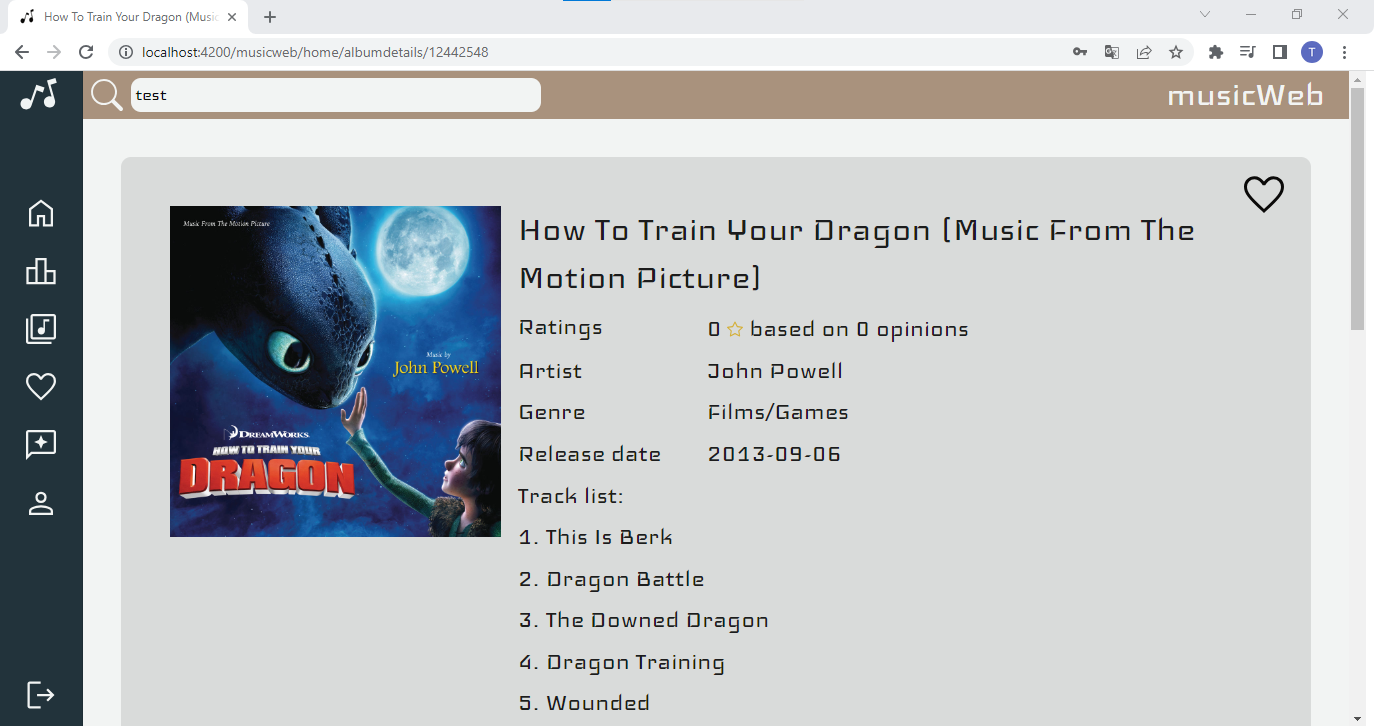 How To Train Your Dragon (Music
localhost:4200/musicweb/home/albumdetails/12442548
T
test
musicWeb
Music From The Motion Picture
Music by
John Powell
DREAMWORKS
HOW TO TRAIN YOUR
DRAGON
How To Train Your Dragon (Music From The
Motion Picture)
Ratings 0 based on 0 opinions
Artist John Powell
Genre Films/Games
Release date 2013-09-06
Track list:
1. This Is Berk
2. Dragon Battle
3. The Downed Dragon
4. Dragon Training
5. Wounded